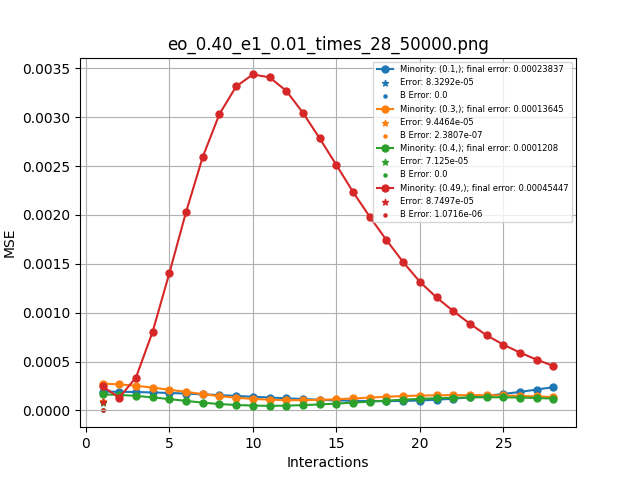 eo_0.40_e1_0.01_times_28_50000.png
0.0035
0.0030
0.0025
0.0020
0.0015
0.0010
0.0005
0.0000
MSE
Minority: (0.1,); final error: 0.00023837
Error: 8.3292e-05
B Error: 0.0
Minority: (0.3,); final error: 0.00013645
Error: 9.4464e-05
B Error: 2.3807e-07
Minority: (0.4,); final error: 0.0001208
Error: 7.125e-05
B Error: 0.0
Minority: (0.49,); final error: 0.00045447
Error: 8.7497e-05
B Error: 1.0716e-06
0 5 10 15 20 25
Interactions